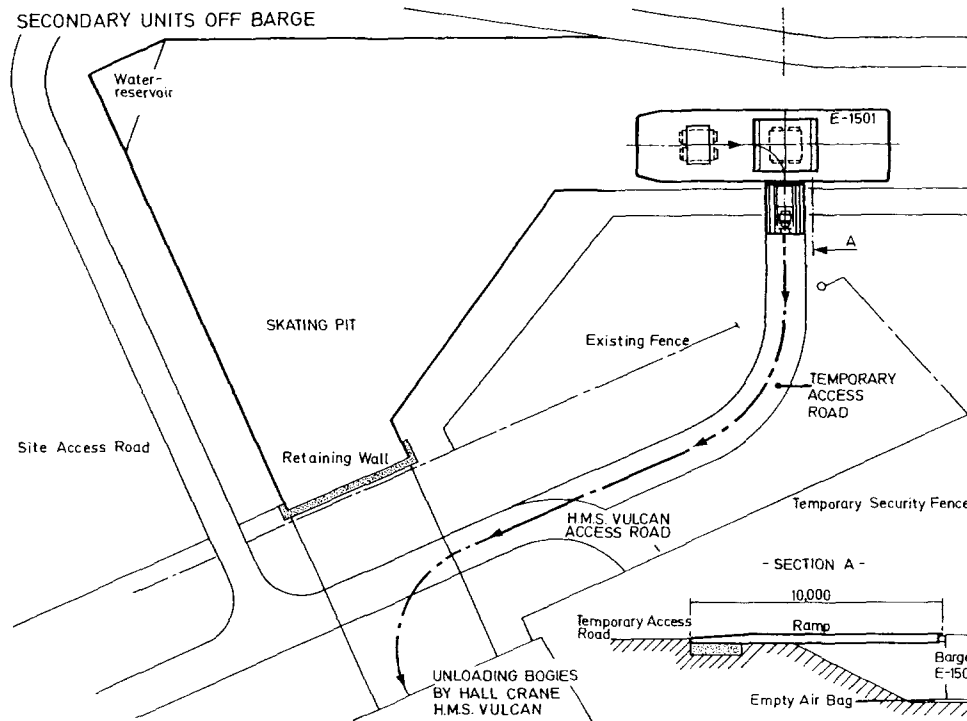 SECONDARY UNITS OFF BARGE
Water-
reservoir
E-1501
A
SKATING PIT
Existing Fence
TEMPORARY
ACCESS
ROAD
Site Access Road
Retaining Wall
Temporary Security Fence
H.M.S. VULCAN
ACCESS ROAD
- SECTION A -
10,000
Temporary Access
Road
Ramp
Barge
E-150
UNLOADING BOGIES
BY HALL CRANE
H.M.S. VULCAN
Empty Air Bag